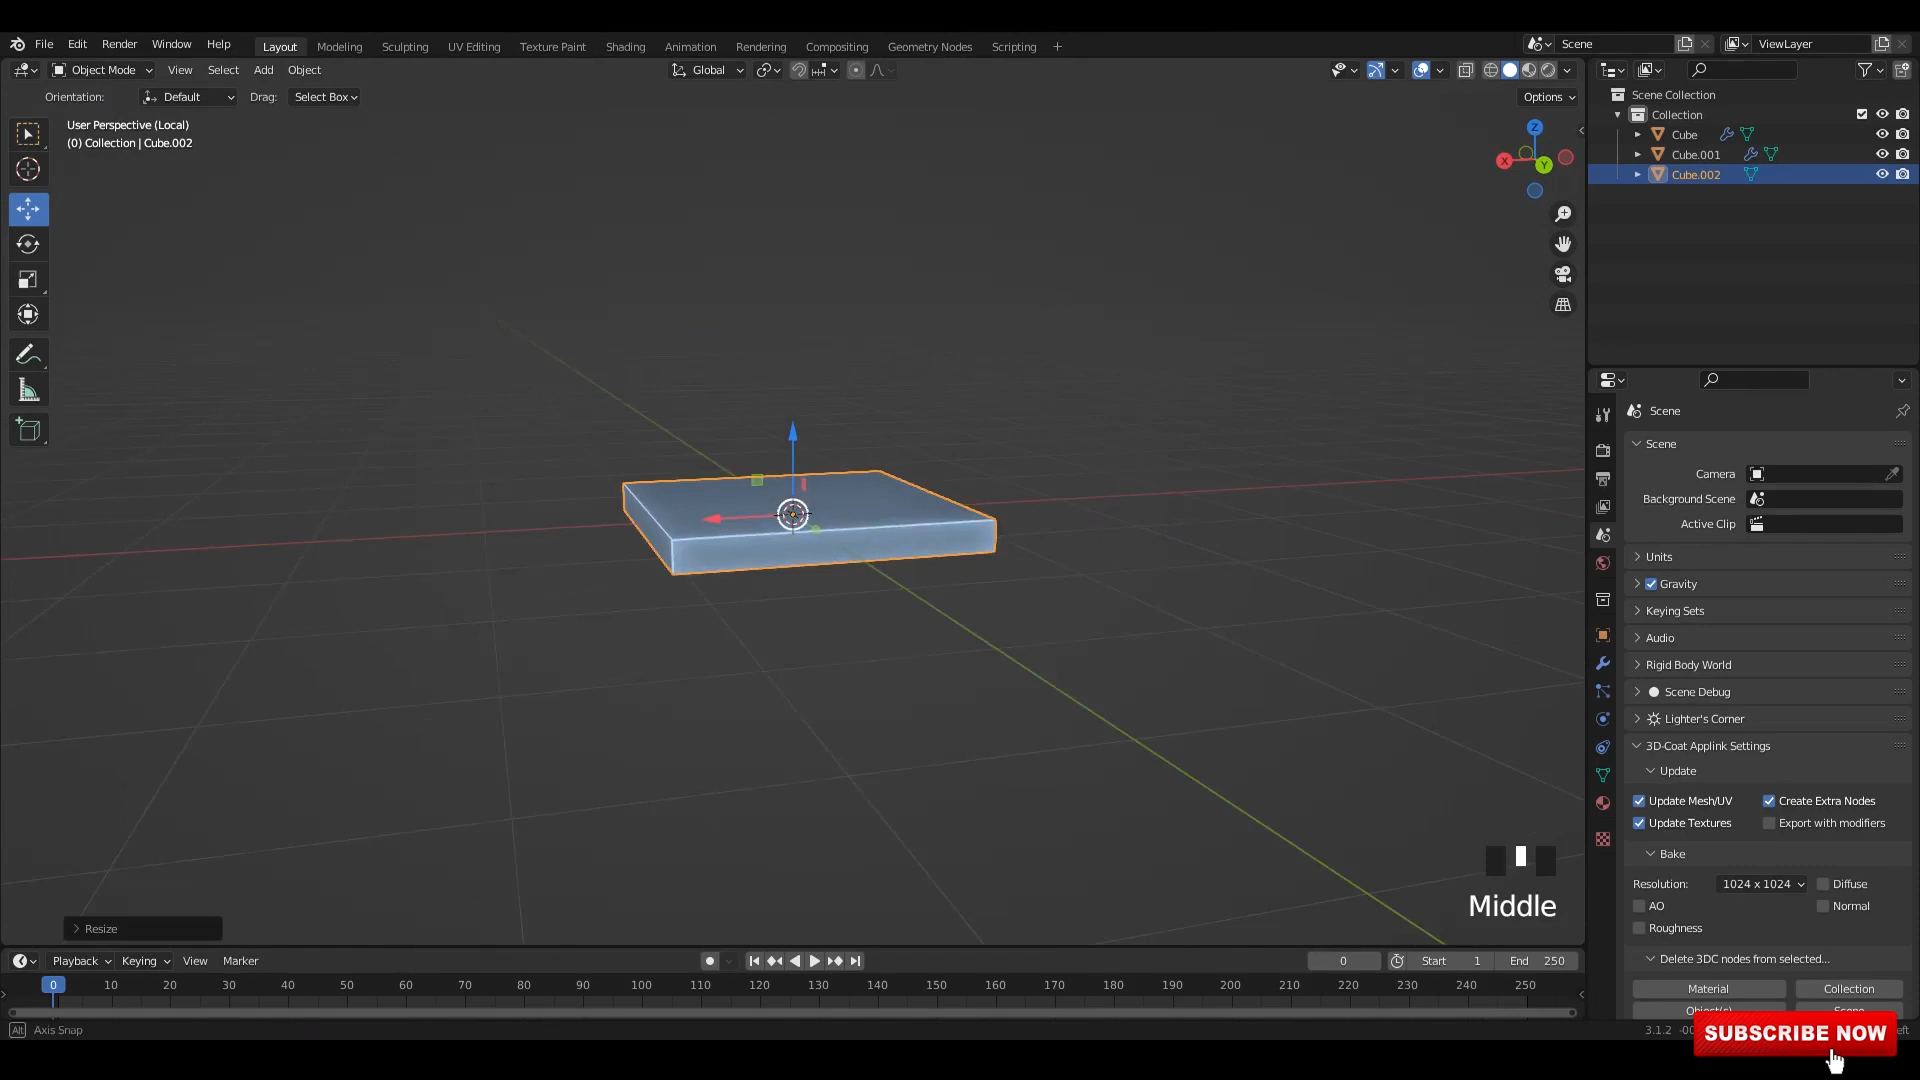 File Edit Render Window Help Layout Modeling Sculpting UV Editing Texture Paint Shading Animation Rendering Compositing Geometry Nodes Scripting + Scene ViewLayer
Object Mode View Select Add Object Global
Orientation: Default Drag: Select Box Options
User Perspective (Local)
(0) Collection | Cube.002
Z
X
Y
Scene Collection
Collection
Cube
Cube.001
Cube.002
Scene
Scene
Camera
Background Scene
Active Clip
Units
Gravity
Keying Sets
Audio
Rigid Body World
Scene Debug
Lighter's Corner
3D-Coat Applink Settings
Update
Update Mesh/UV Create Extra Nodes
Update Textures Export with modifiers
Bake
Resolution: 1024 x 1024 Diffuse
AO Normal
Roughness
Delete 3DC nodes from selected...
Material Collection
Middle
Resize
Playback Keying View Marker 0 Start 1 End 250
0 10 20 30 40 50 60 70 80 90 100 110 120 130 140 150 160 170 180 190 200 210 220 230 240 250
Alt Axis Snap
3.1.2
SUBSCRIBE NOW